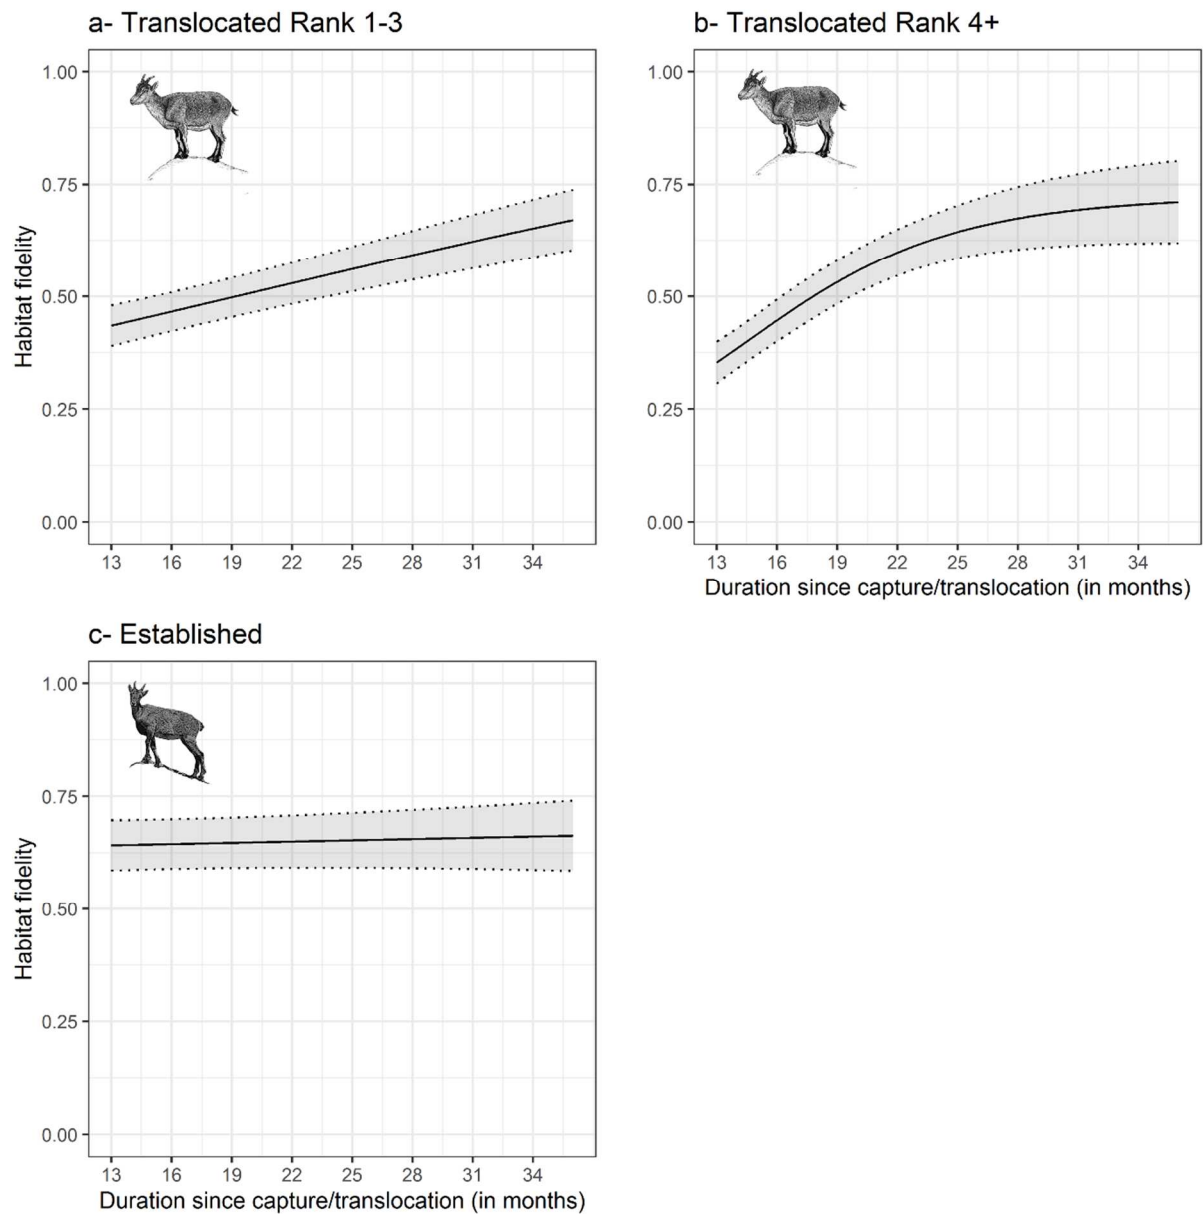 a- Translocated Rank 1-3
1.00
0.75
0.50
0.25
0.00
Habitat fidelity
13 16 19 22 25 28 31 34
b- Translocated Rank 4+
1.00
0.75
0.50
0.25
0.00
13 16 19 22 25 28 31 34
Duration since capture/translocation (in months)
c- Established
1.00
0.75
0.50
0.25
0.00
Habitat fidelity
13 16 19 22 25 28 31 34
Duration since capture/translocation (in months)